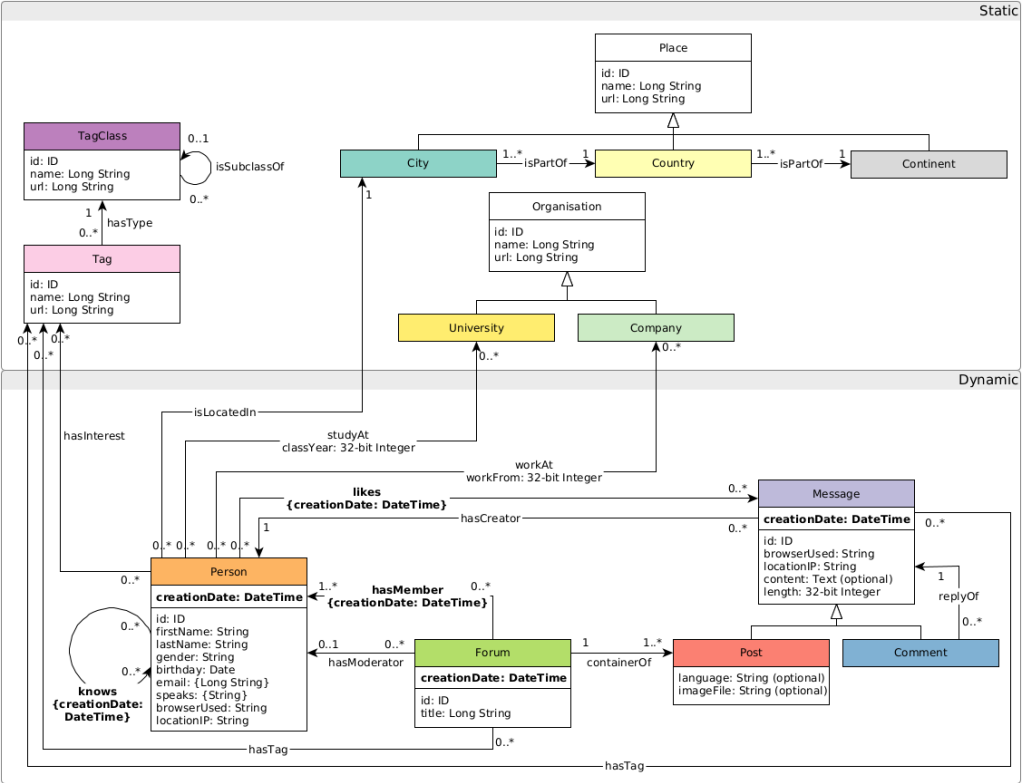 Static
Place
id: ID
name: Long String
url: Long String
TagClass
id: ID
name: Long String
url: Long String
0..1
isSubclassOf
0..*
City
1..*
isPartOf
1
Country
1..*
isPartOf
1
Continent
1
hasType
0..*
1
Organisation
id: ID
name: Long String
url: Long String
Tag
id: ID
name: Long String
url: Long String
University
Company
0..*
0..*
0..*
0..*
0..*
Dynamic
isLocatedIn
hasInterest
studyAt
classYear: 32-bit Integer
workAt
workFrom: 32-bit Integer
likes
{creationDate: DateTime}
0..*
hasCreator
1
0..*
Message
creationDate: DateTime
id: ID
browserUsed: String
locationIP: String
content: Text (optional)
length: 32-bit Integer
0..*
1
replyOf
0..*
0..*
0..*
0..*
0..*
0..*
Person
creationDate: DateTime
id: ID
firstName: String
lastName: String
gender: String
birthday: Date
email: {Long String}
speaks: {String}
browserUsed: String
locationIP: String
0..*
0..*
knows
{creationDate:
DateTime}
1..*
hasMember
{creationDate: DateTime}
0..*
0..1
hasModerator
0..*
Forum
creationDate: DateTime
id: ID
title: Long String
1
containerOf
1..*
Post
language: String (optional)
imageFile: String (optional)
Comment
0..*
hasTag
hasTag